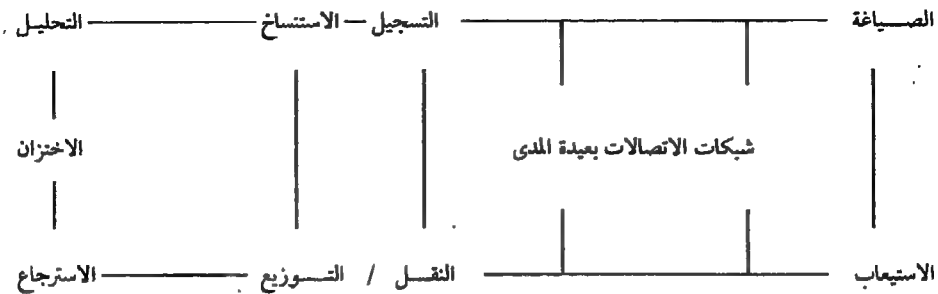 الصياغة التسجيل — الاستنساخ التحليل
شبكات الاتصالات بعيدة المدى الاختزان
الاستيعاب النقل / التوزيع الاسترجاع